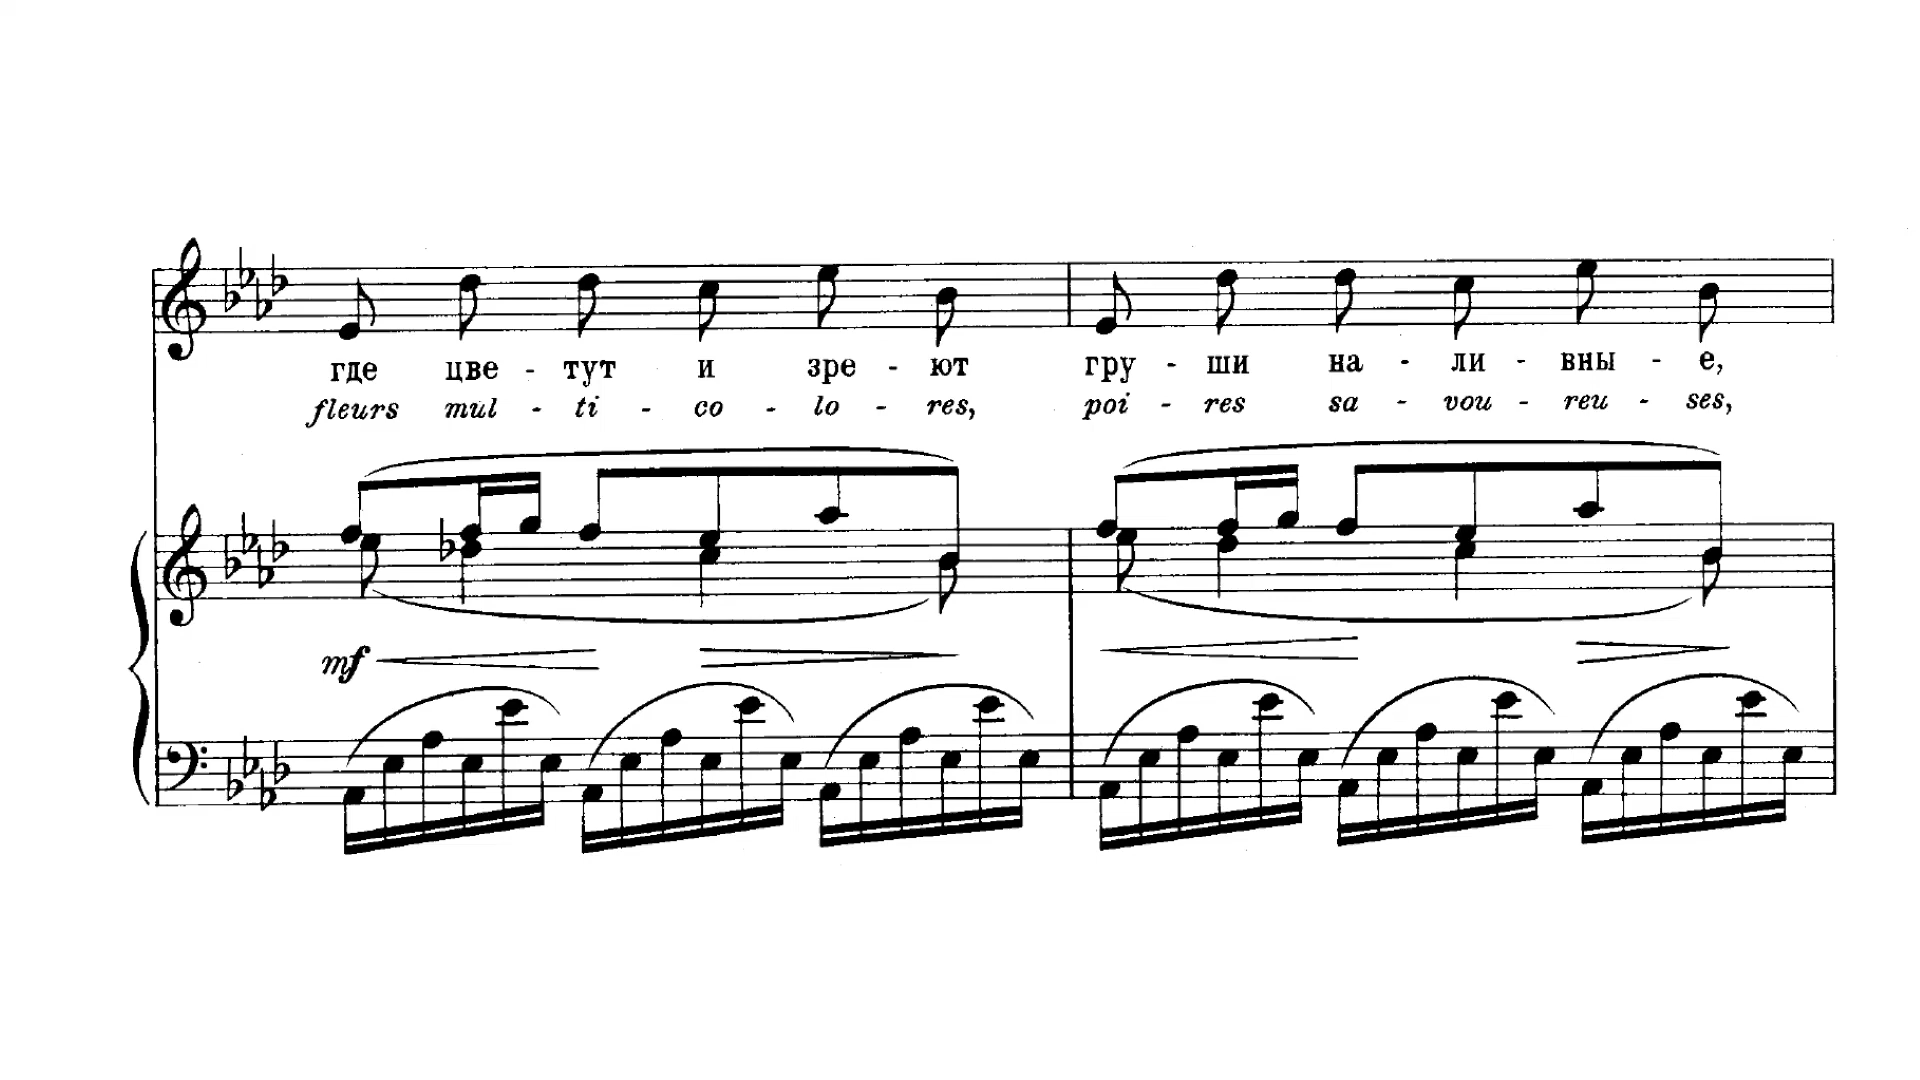 где цве - тут и зре - ют гру - ши на - ли - вны - е,
fleurs mul - ti - co - lo - res, poi - res sa - vou - reu - ses,
mf